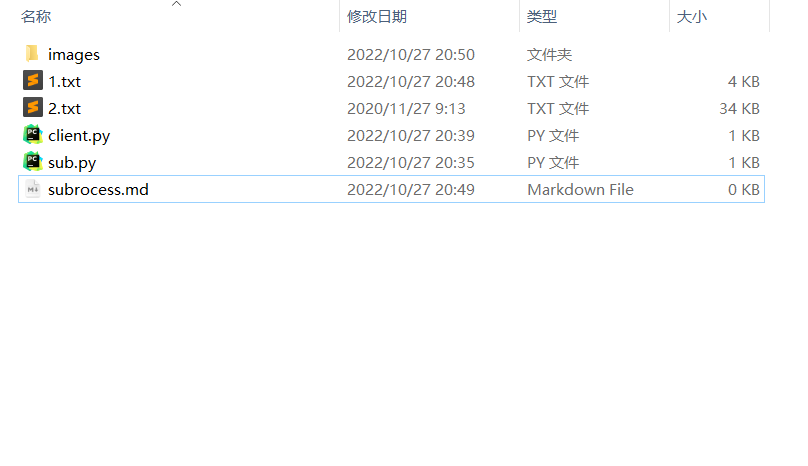 名称 修改日期 类型 大小
images 2022/10/27 20:50 文件夹
1.txt 2022/10/27 20:48 TXT 文件 4 KB
2.txt 2020/11/27 9:13 TXT 文件 34 KB
client.py 2022/10/27 20:39 PY 文件 1 KB
sub.py 2022/10/27 20:35 PY 文件 1 KB
subrocess.md 2022/10/27 20:49 Markdown File 0 KB